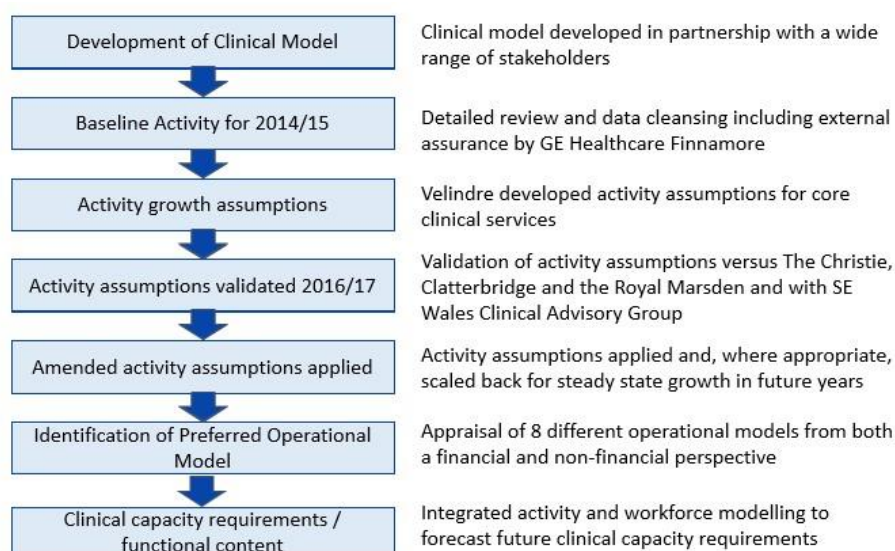 Development of Clinical Model
Clinical model developed in partnership with a wide
range of stakeholders
Baseline Activity for 2014/15
Detailed review and data cleansing including external
assurance by GE Healthcare Finnamore
Activity growth assumptions
Velindre developed activity assumptions for core
clinical services
Activity assumptions validated 2016/17
Validation of activity assumptions versus The Christie,
Clatterbridge and the Royal Marsden and with SE
Wales Clinical Advisory Group
Amended activity assumptions applied
Activity assumptions applied and, where appropriate,
scaled back for steady state growth in future years
Identification of Preferred Operational
Model
Appraisal of 8 different operational models from both
a financial and non-financial perspective
Clinical capacity requirements /
functional content
Integrated activity and workforce modelling to
forecast future clinical capacity requirements